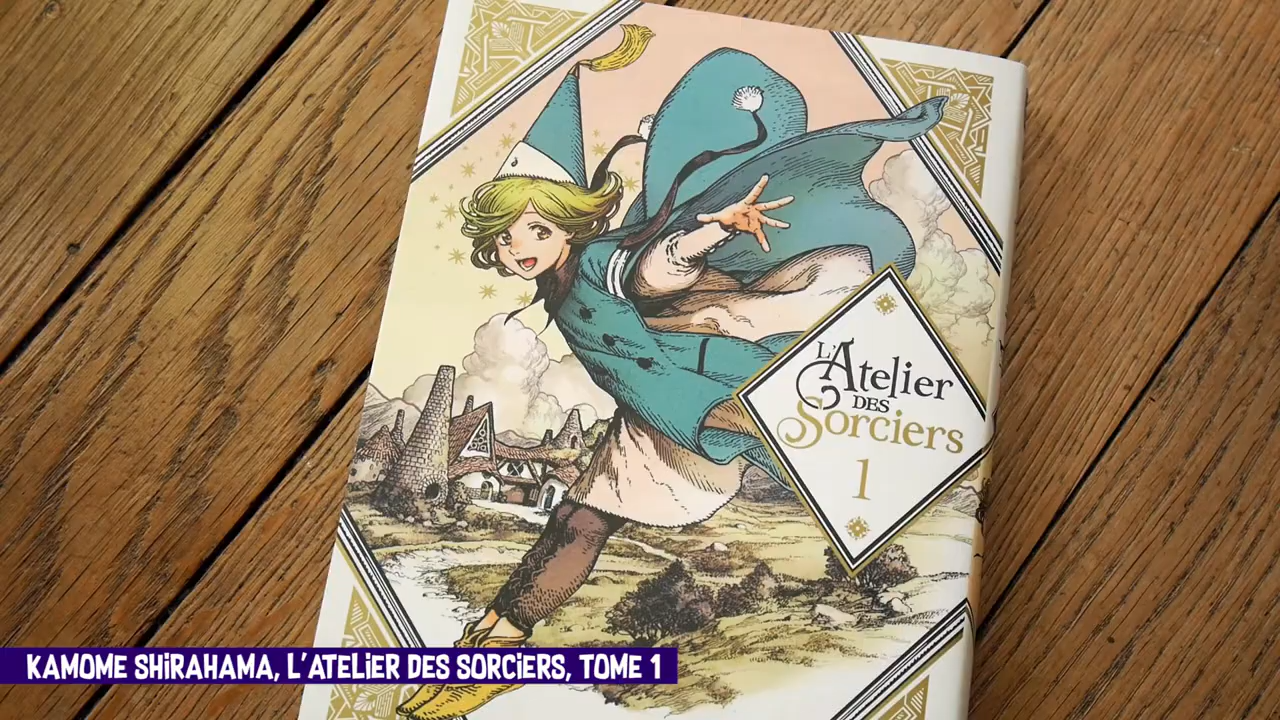 L'Atelier
DES
Sorciers
1
KAMOME SHIRAHAMA, L'ATELIER DES SORCIERS, TOME 1